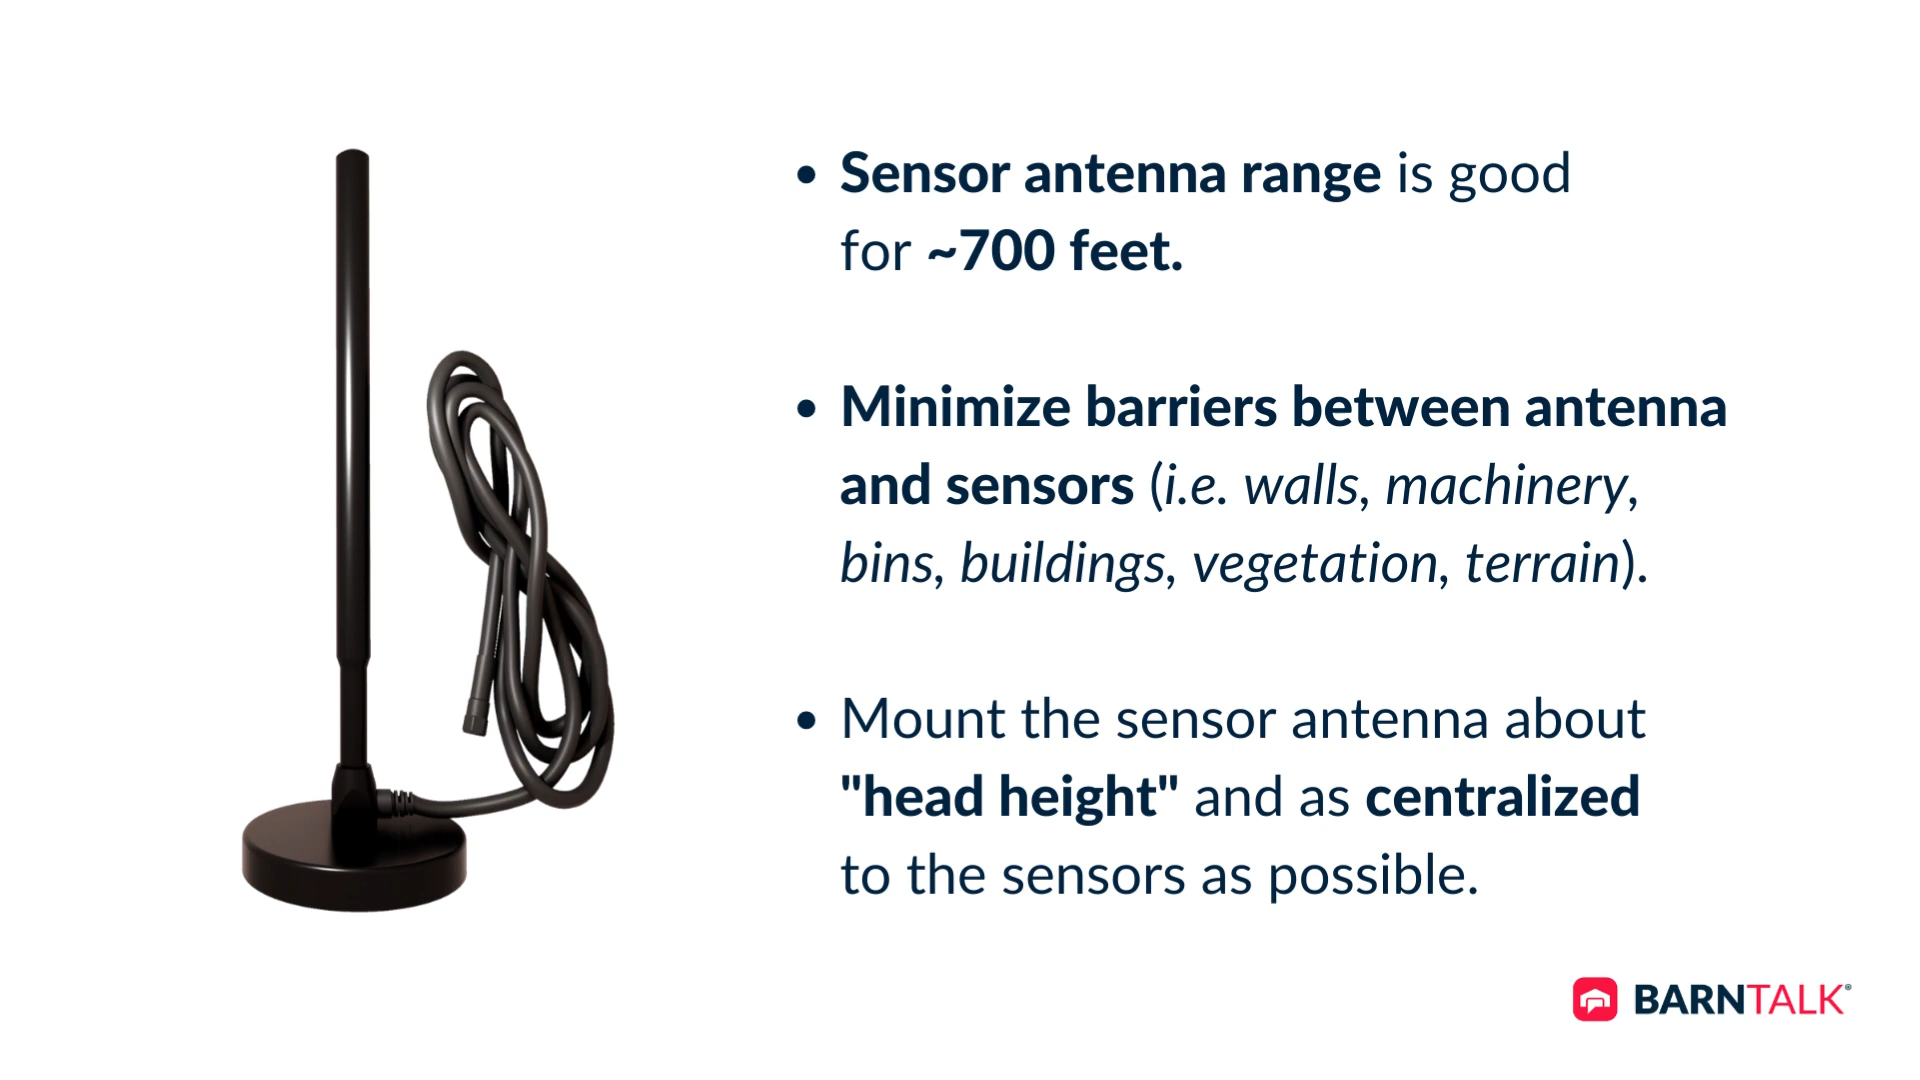 • Sensor antenna range is good
for ~700 feet.
• Minimize barriers between antenna
and sensors (i.e. walls, machinery,
bins, buildings, vegetation, terrain).
• Mount the sensor antenna about
"head height" and as centralized
to the sensors as possible.
BARNTALK®